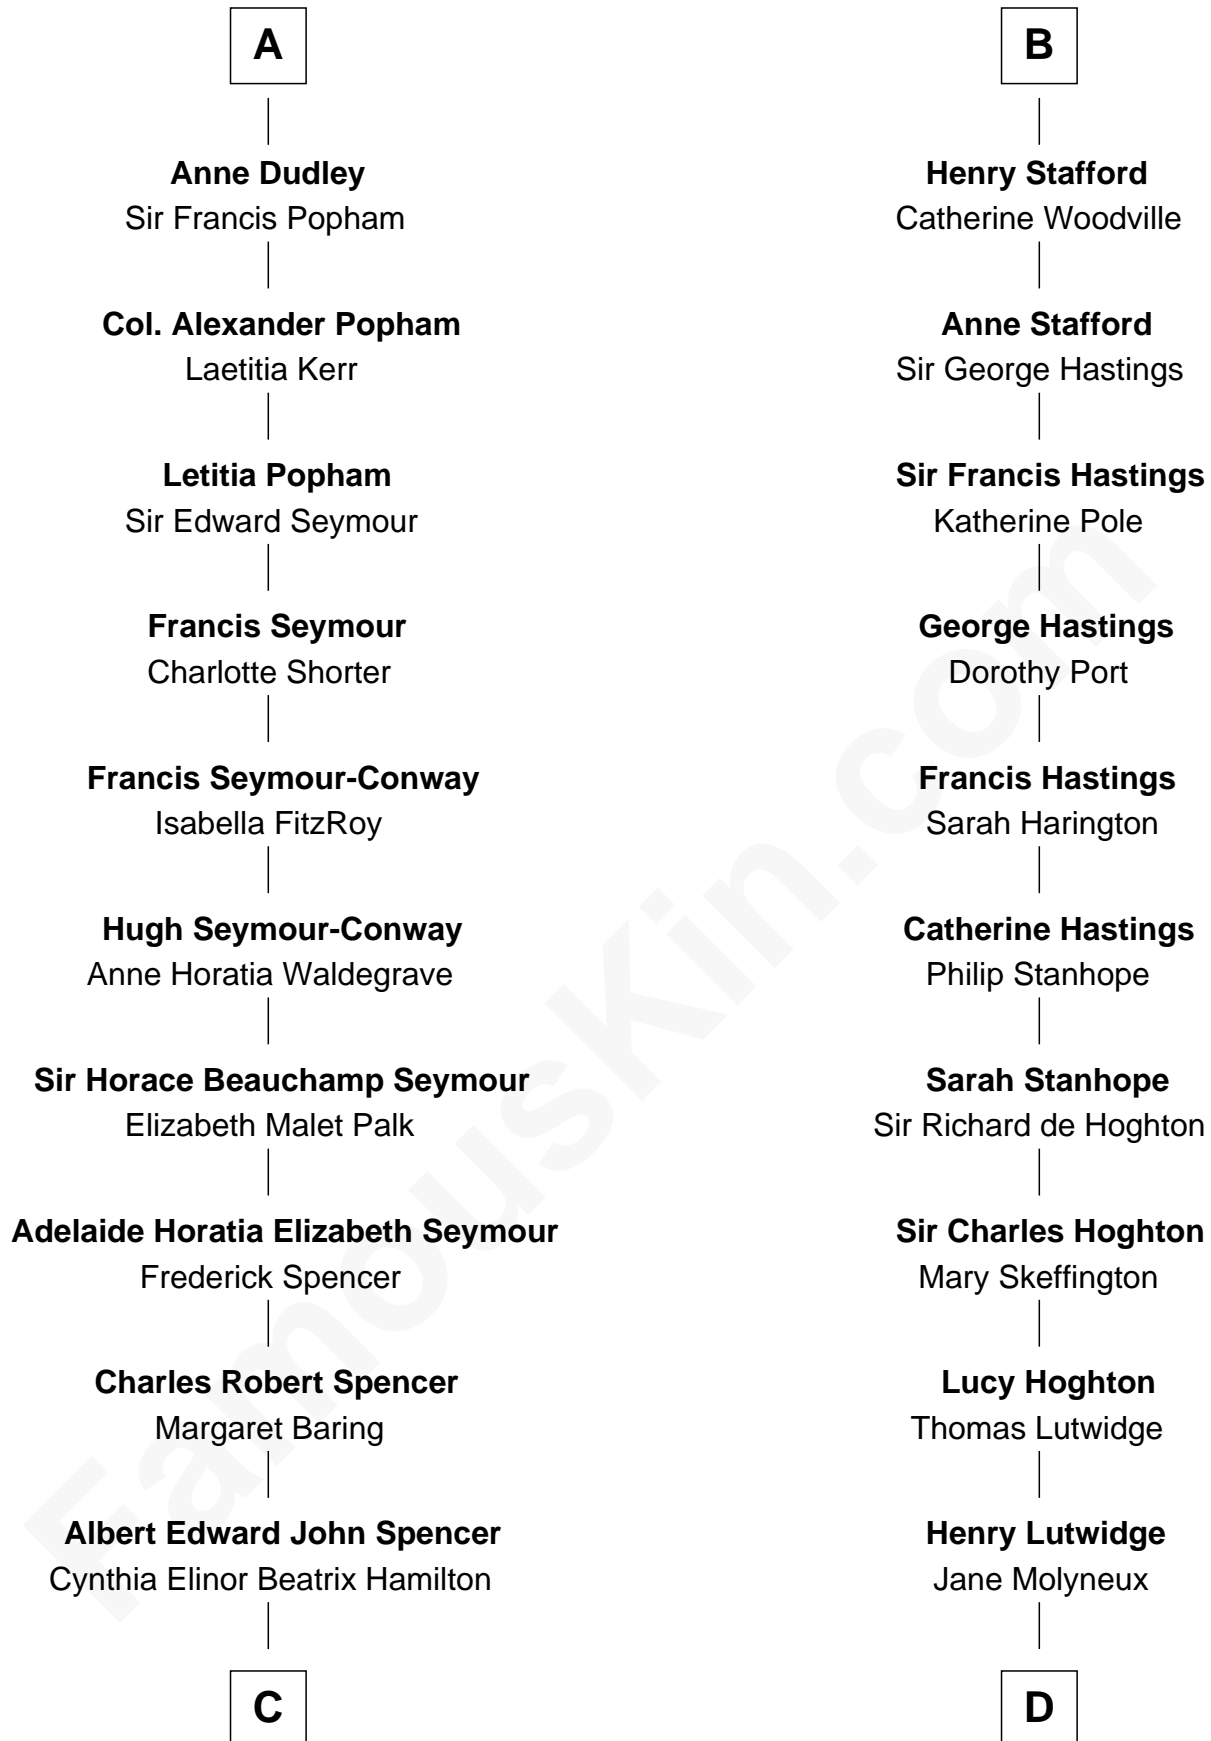 A
Anne Dudley
Sir Francis Popham
Col. Alexander Popham
Laetitia Kerr
Letitia Popham
Sir Edward Seymour
Francis Seymour
Charlotte Shorter
Francis Seymour-Conway
Isabella FitzRoy
Hugh Seymour-Conway
Anne Horatia Waldegrave
Sir Horace Beauchamp Seymour
Elizabeth Malet Palk
Adelaide Horatia Elizabeth Seymour
Frederick Spencer
Charles Robert Spencer
Margaret Baring
Albert Edward John Spencer
Cynthia Elinor Beatrix Hamilton
C
B
Henry Stafford
Catherine Woodville
Anne Stafford
Sir George Hastings
Sir Francis Hastings
Katherine Pole
George Hastings
Dorothy Port
Francis Hastings
Sarah Harington
Catherine Hastings
Philip Stanhope
Sarah Stanhope
Sir Richard de Hoghton
Sir Charles Hoghton
Mary Skeffington
Lucy Hoghton
Thomas Lutwidge
Henry Lutwidge
Jane Molyneux
D
FamousKin.com